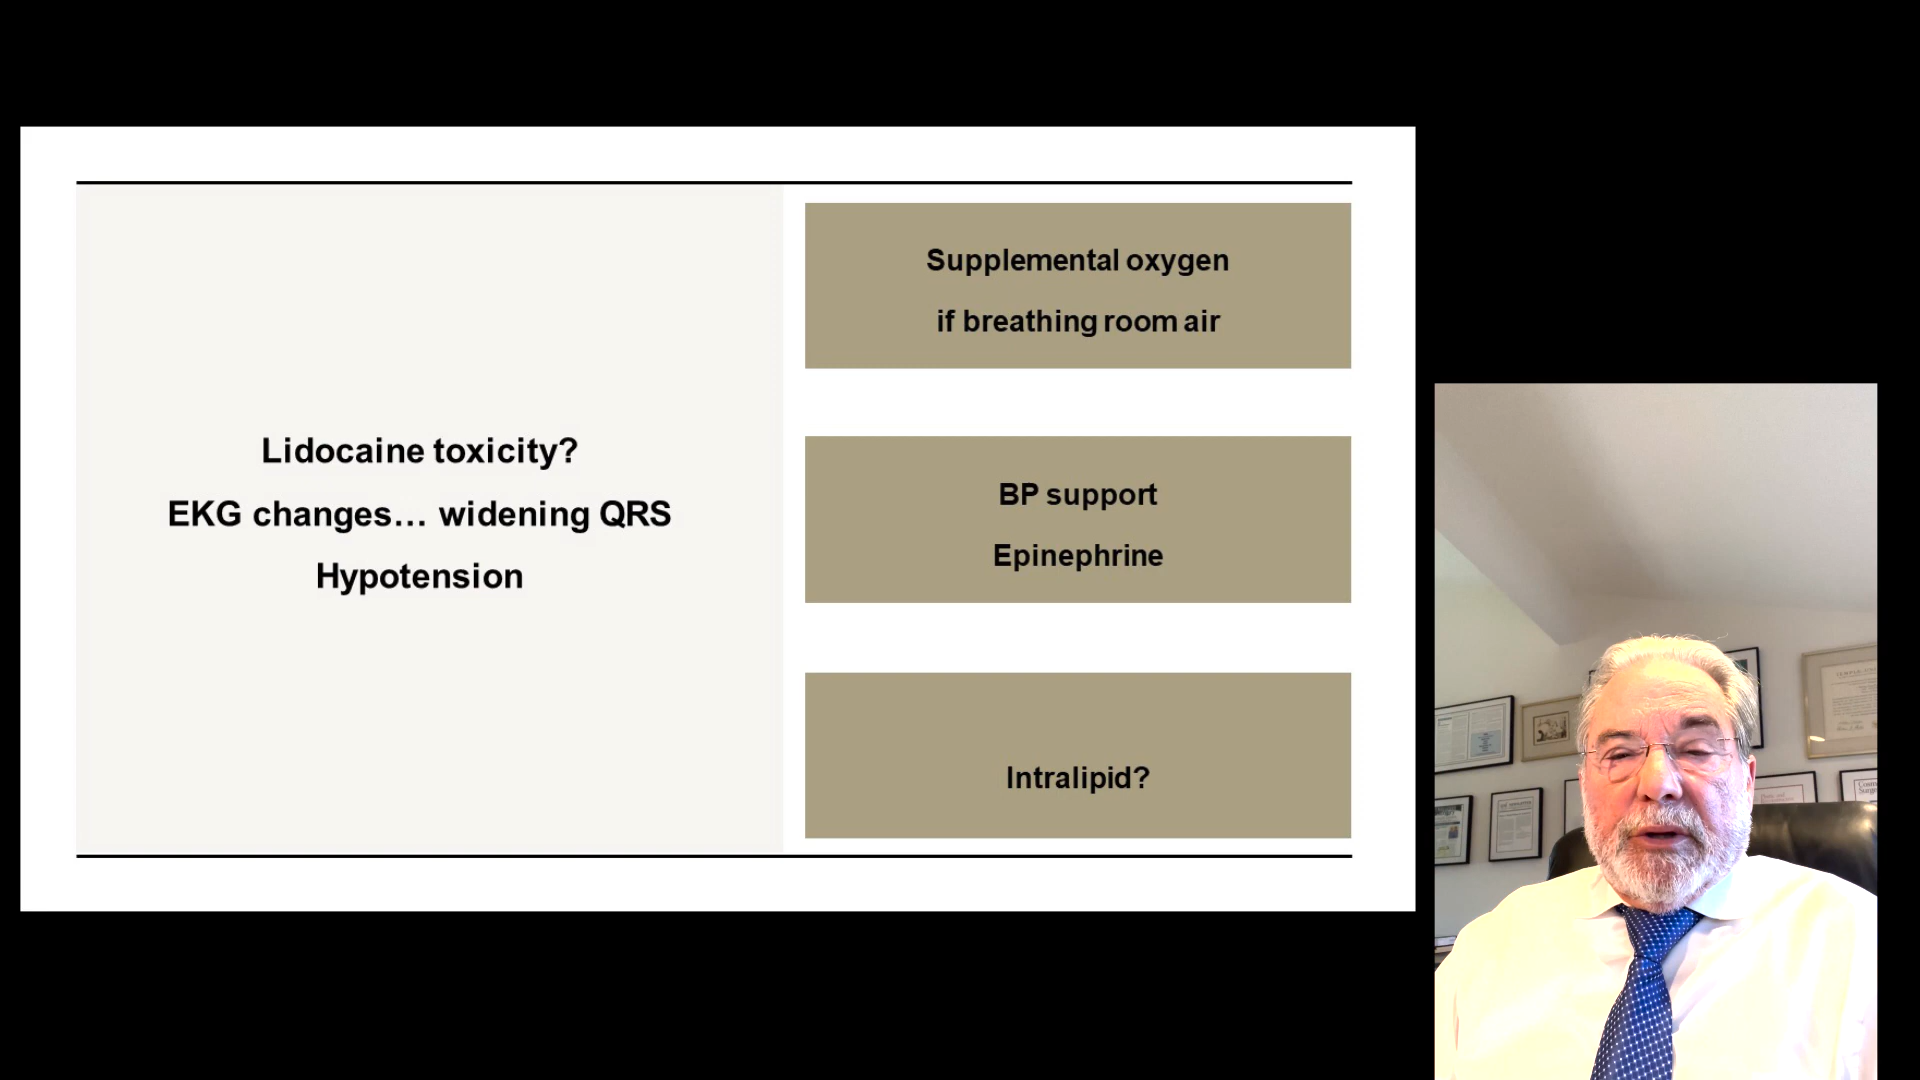 Lidocaine toxicity?
EKG changes… widening QRS
Hypotension
Supplemental oxygen
if breathing room air
BP support
Epinephrine
Intralipid?